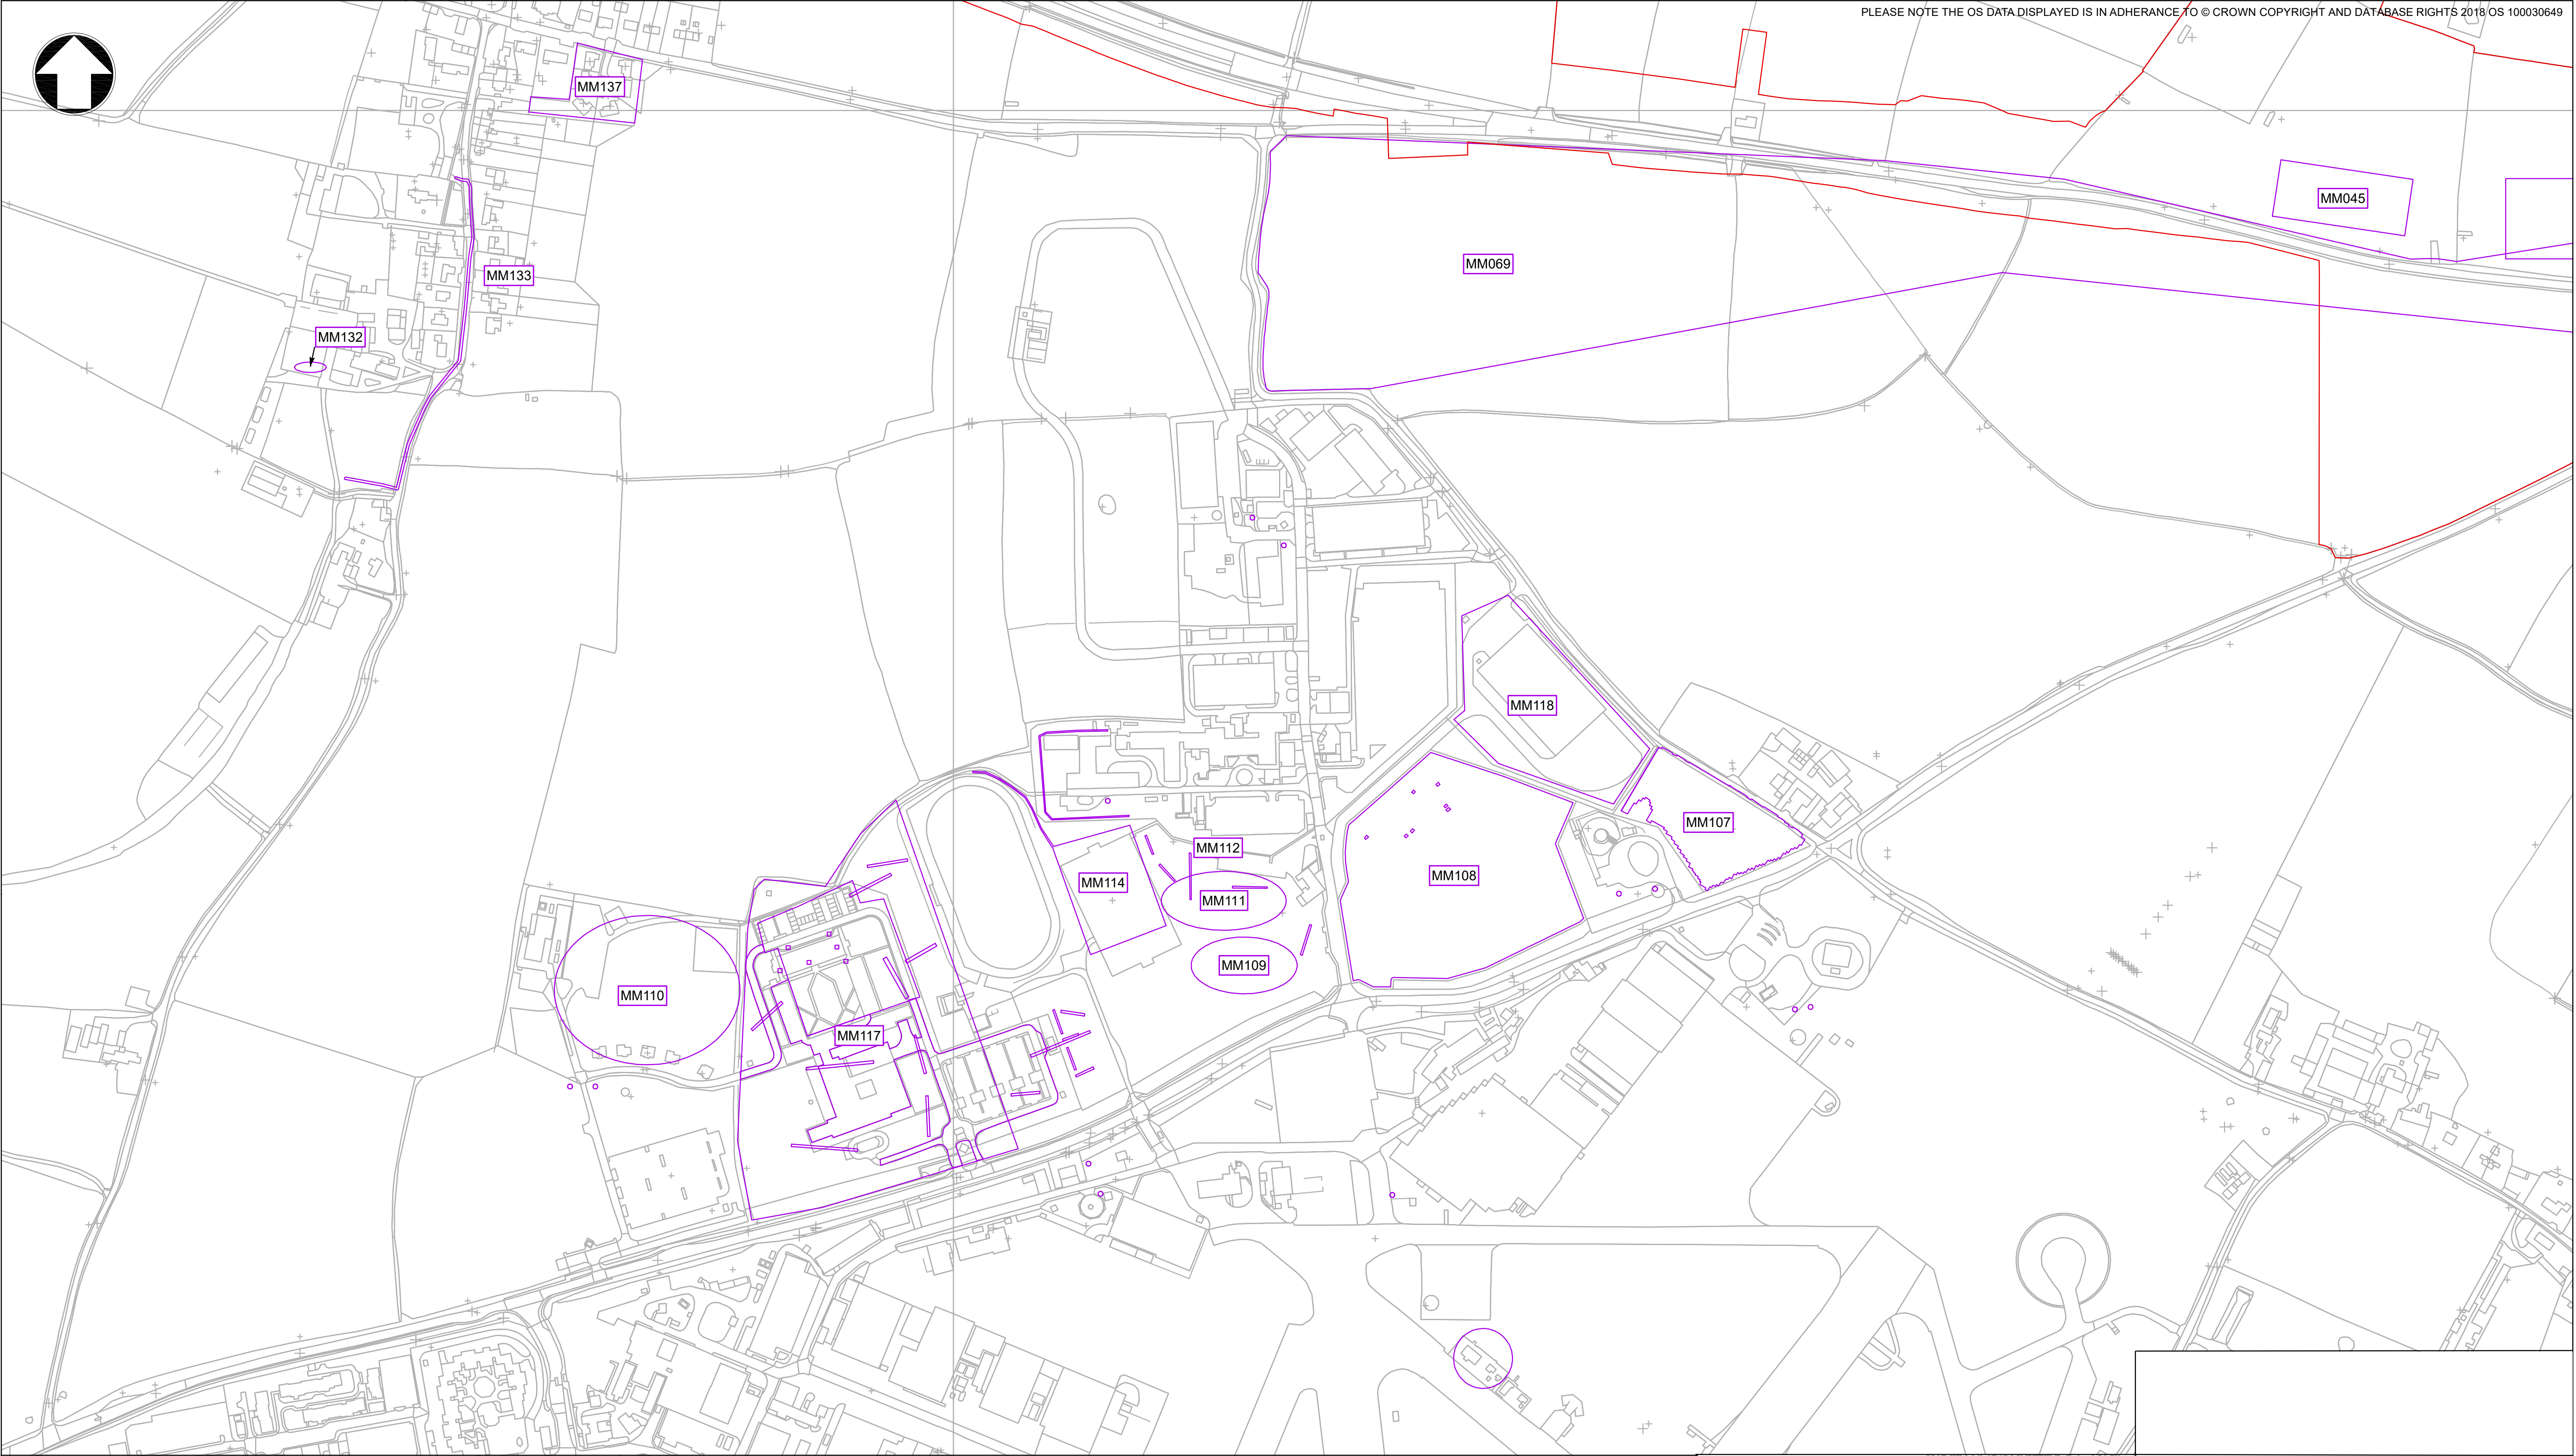 PLEASE NOTE THE OS DATA DISPLAYED IS IN ADHERANCE TO © CROWN COPYRIGHT AND DATABASE RIGHTS 2018 OS 100030649
MM137
MM045
MM069
MM133
MM132
MM118
MM107
MM112
MM108
MM114
MM111
MM109
MM110
MM117